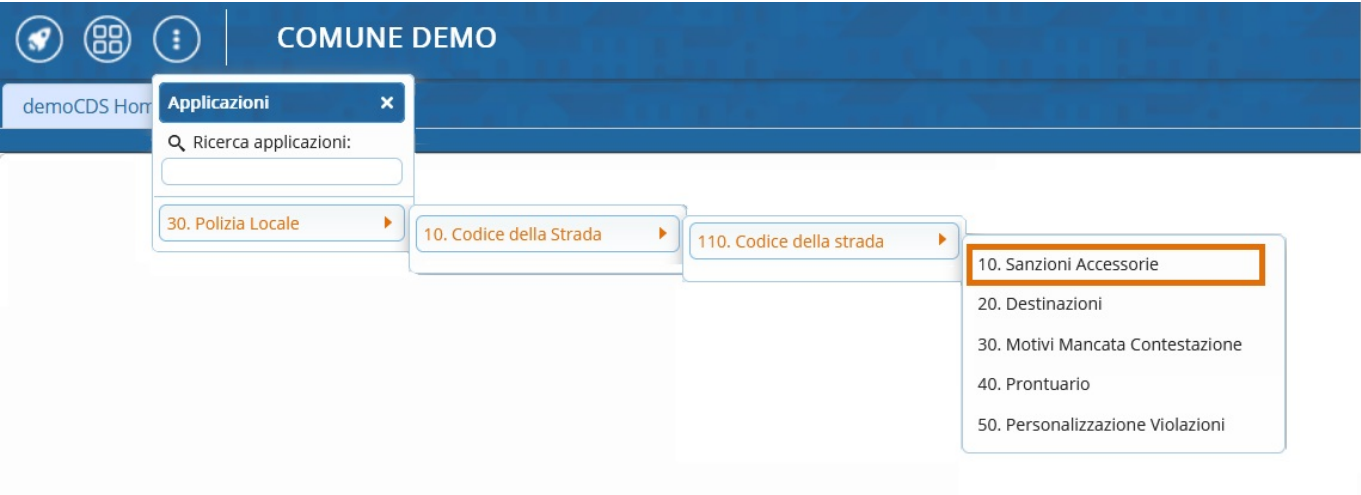 COMUNE DEMO
demoCDS Hom
Applicazioni
Ricerca applicazioni:
30. Polizia Locale
10. Codice della Strada
110. Codice della strada
10. Sanzioni Accessorie
20. Destinazioni
30. Motivi Mancata Contestazione
40. Prontuario
50. Personalizzazione Violazioni